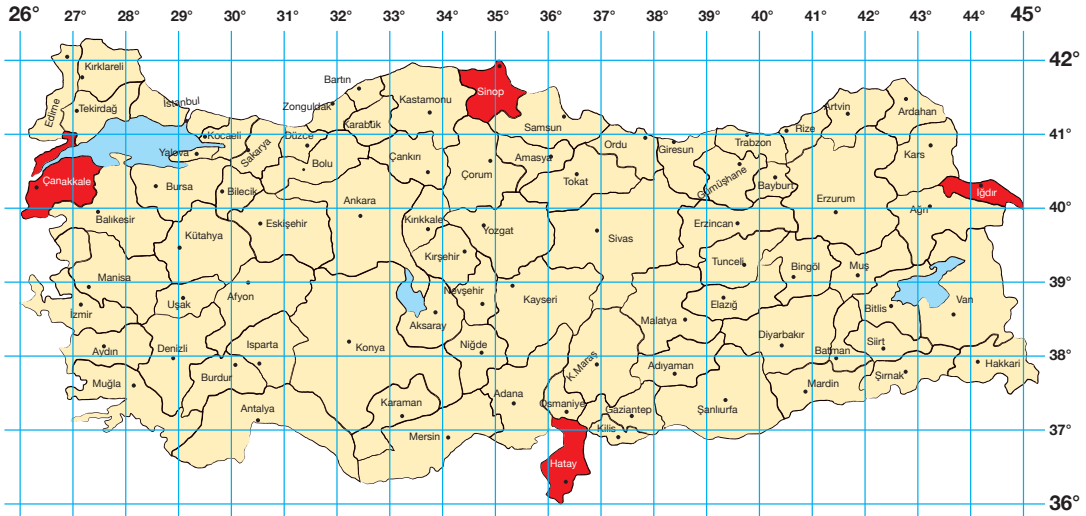 26° 27° 28° 29° 30° 31° 32° 33° 34° 35° 36° 37° 38° 39° 40° 41° 42° 43° 44° 45°
42°
Kırklareli
Bartın
Sinop
Edirne
Tekirdağ
İstanbul
Zonguldak
Kastamonu
Artvin
Ardahan
Karabük
Samsun
Rize
41°
Kocaeli
Düzce
Ordu
Giresun
Trabzon
Yalova
Sakarya
Bolu
Çankırı
Amasya
Kars
Çanakkale
Bursa
Bilecik
Çorum
Tokat
Gümüşhane
Bayburt
Iğdır
Ankara
Erzurum
40°
Balıkesir
Eskişehir
Kırıkkale
Erzincan
Ağrı
Kütahya
Yozgat
Sivas
Kırşehir
Tunceli
Bingöl
Muş
39°
Manisa
Uşak
Afyon
Nevşehir
Kayseri
Elazığ
Van
İzmir
Aksaray
Malatya
Bitlis
Aydın
Denizli
Isparta
Konya
Niğde
Diyarbakır
Siirt
Batman
38°
Muğla
Burdur
K.Maraş
Adıyaman
Mardin
Şırnak
Hakkari
Antalya
Karaman
Adana
Osmaniye
Gaziantep
Şanlıurfa
Mersin
Kilis
37°
Hatay
36°